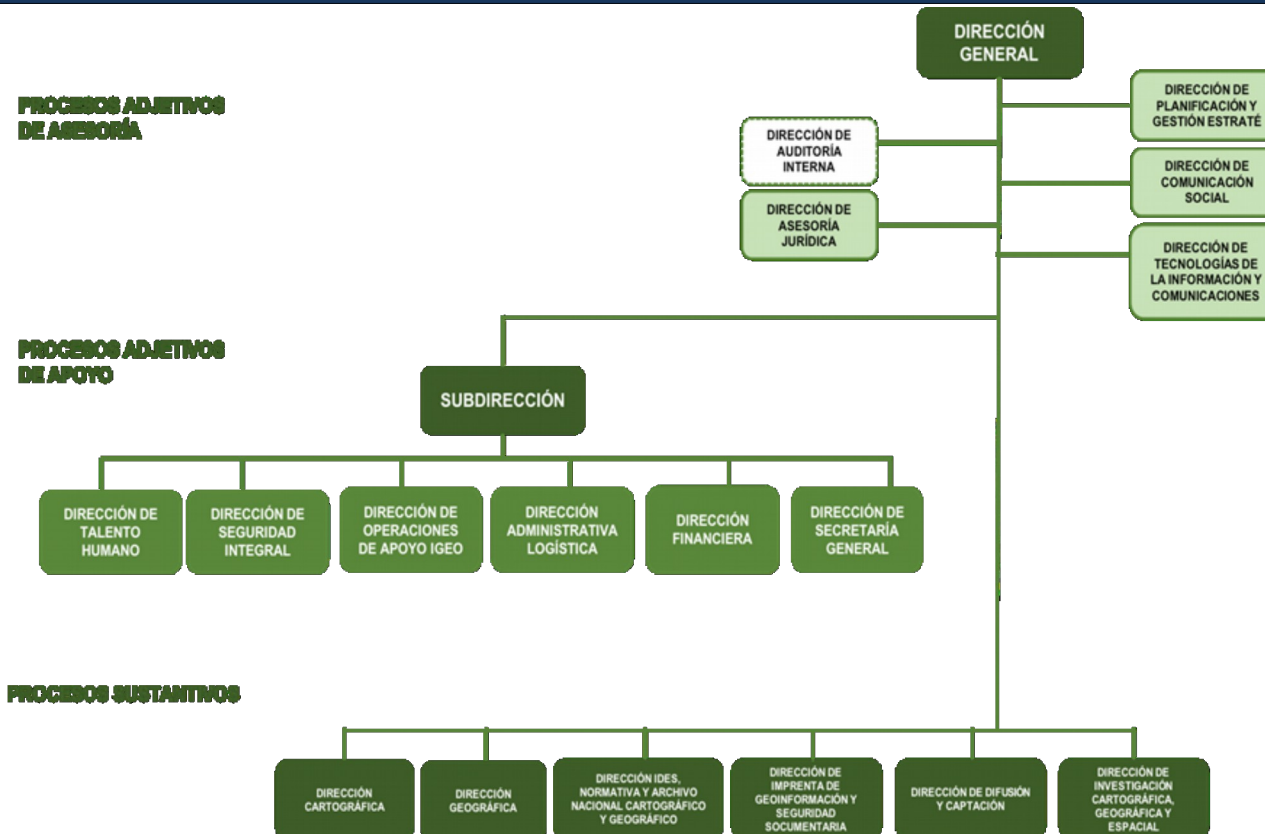 DIRECCIÓN
GENERAL
PROCESOS ADJETIVOS
DE ASESORÍA
DIRECCIÓN DE
PLANIFICACIÓN Y
GESTIÓN ESTRATÉ
DIRECCIÓN DE
AUDITORÍA
INTERNA
DIRECCIÓN DE
COMUNICACIÓN
SOCIAL
DIRECCIÓN DE
ASESORÍA
JURÍDICA
DIRECCIÓN DE
TECNOLOGÍAS DE
LA INFORMACIÓN Y
COMUNICACIONES
PROCESOS ADJETIVOS
DE APOYO
SUBDIRECCIÓN
DIRECCIÓN DE
TALENTO
HUMANO
DIRECCIÓN DE
SEGURIDAD
INTEGRAL
DIRECCIÓN DE
OPERACIONES
DE APOYO IGEO
DIRECCIÓN
ADMINISTRATIVA
LOGÍSTICA
DIRECCIÓN
FINANCIERA
DIRECCIÓN DE
SECRETARÍA
GENERAL
PROCESOS SUSTANTIVOS
DIRECCIÓN
CARTOGRÁFICA
DIRECCIÓN
GEOGRÁFICA
DIRECCIÓN IDES,
NORMATIVA Y ARCHIVO
NACIONAL CARTOGRÁFICO
Y GEOGRÁFICO
DIRECCIÓN DE
IMPRENTA DE
GEOINFORMACIÓN Y
SEGURIDAD
SOCUMENTARIA
DIRECCIÓN DE DIFUSIÓN
Y CAPTACIÓN
DIRECCIÓN DE
INVESTIGACIÓN
CARTOGRÁFICA,
GEOGRÁFICA Y
ESPACIAL